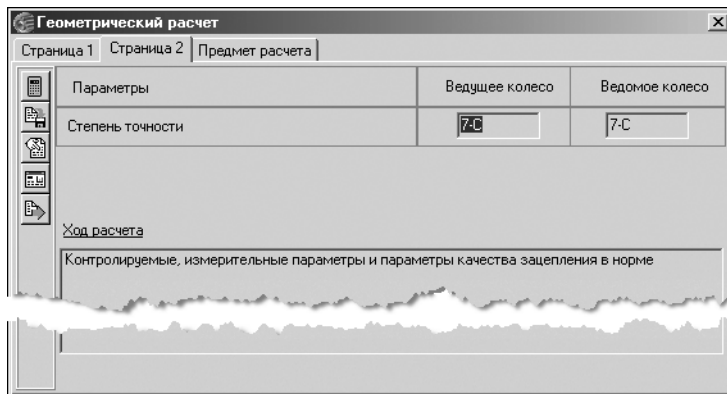 Геометрический расчет
Страница 1 Страница 2 Предмет расчета
Параметры Ведущее колесо Ведомое колесо
Степень точности 7-C 7-C
Ход расчета
Контролируемые, измерительные параметры и параметры качества зацепления в норме